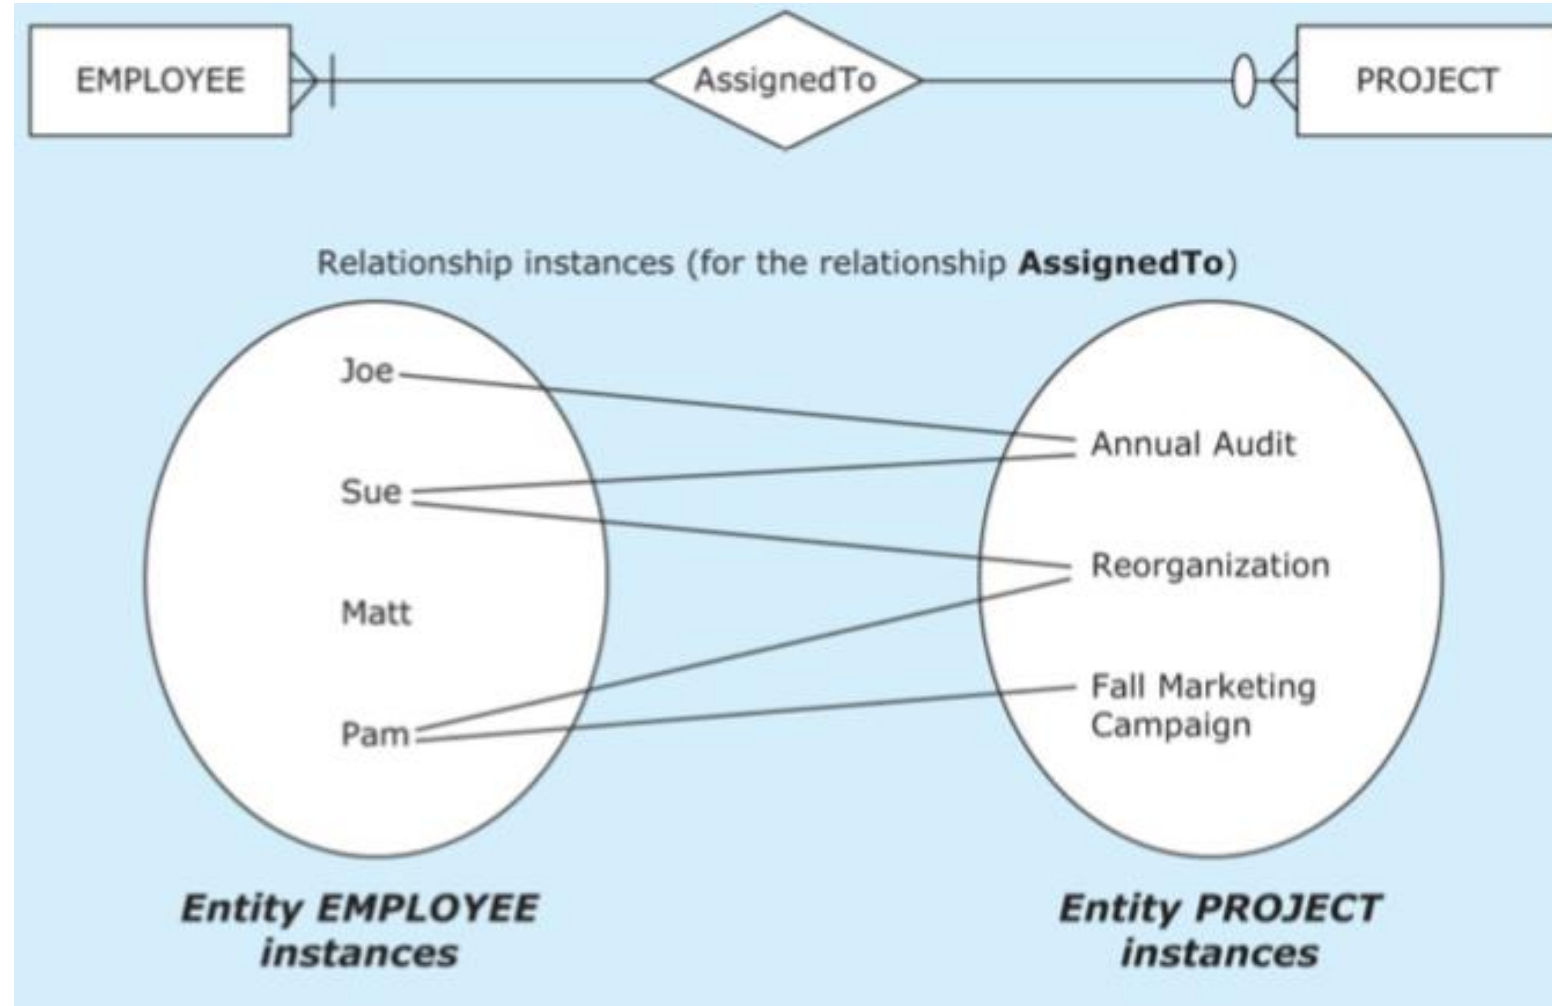 EMPLOYEE
AssignedTo
PROJECT
Relationship instances (for the relationship AssignedTo)
Joe
Sue
Matt
Pam
Annual Audit
Reorganization
Fall Marketing
Campaign
Entity EMPLOYEE
instances
Entity PROJECT
instances